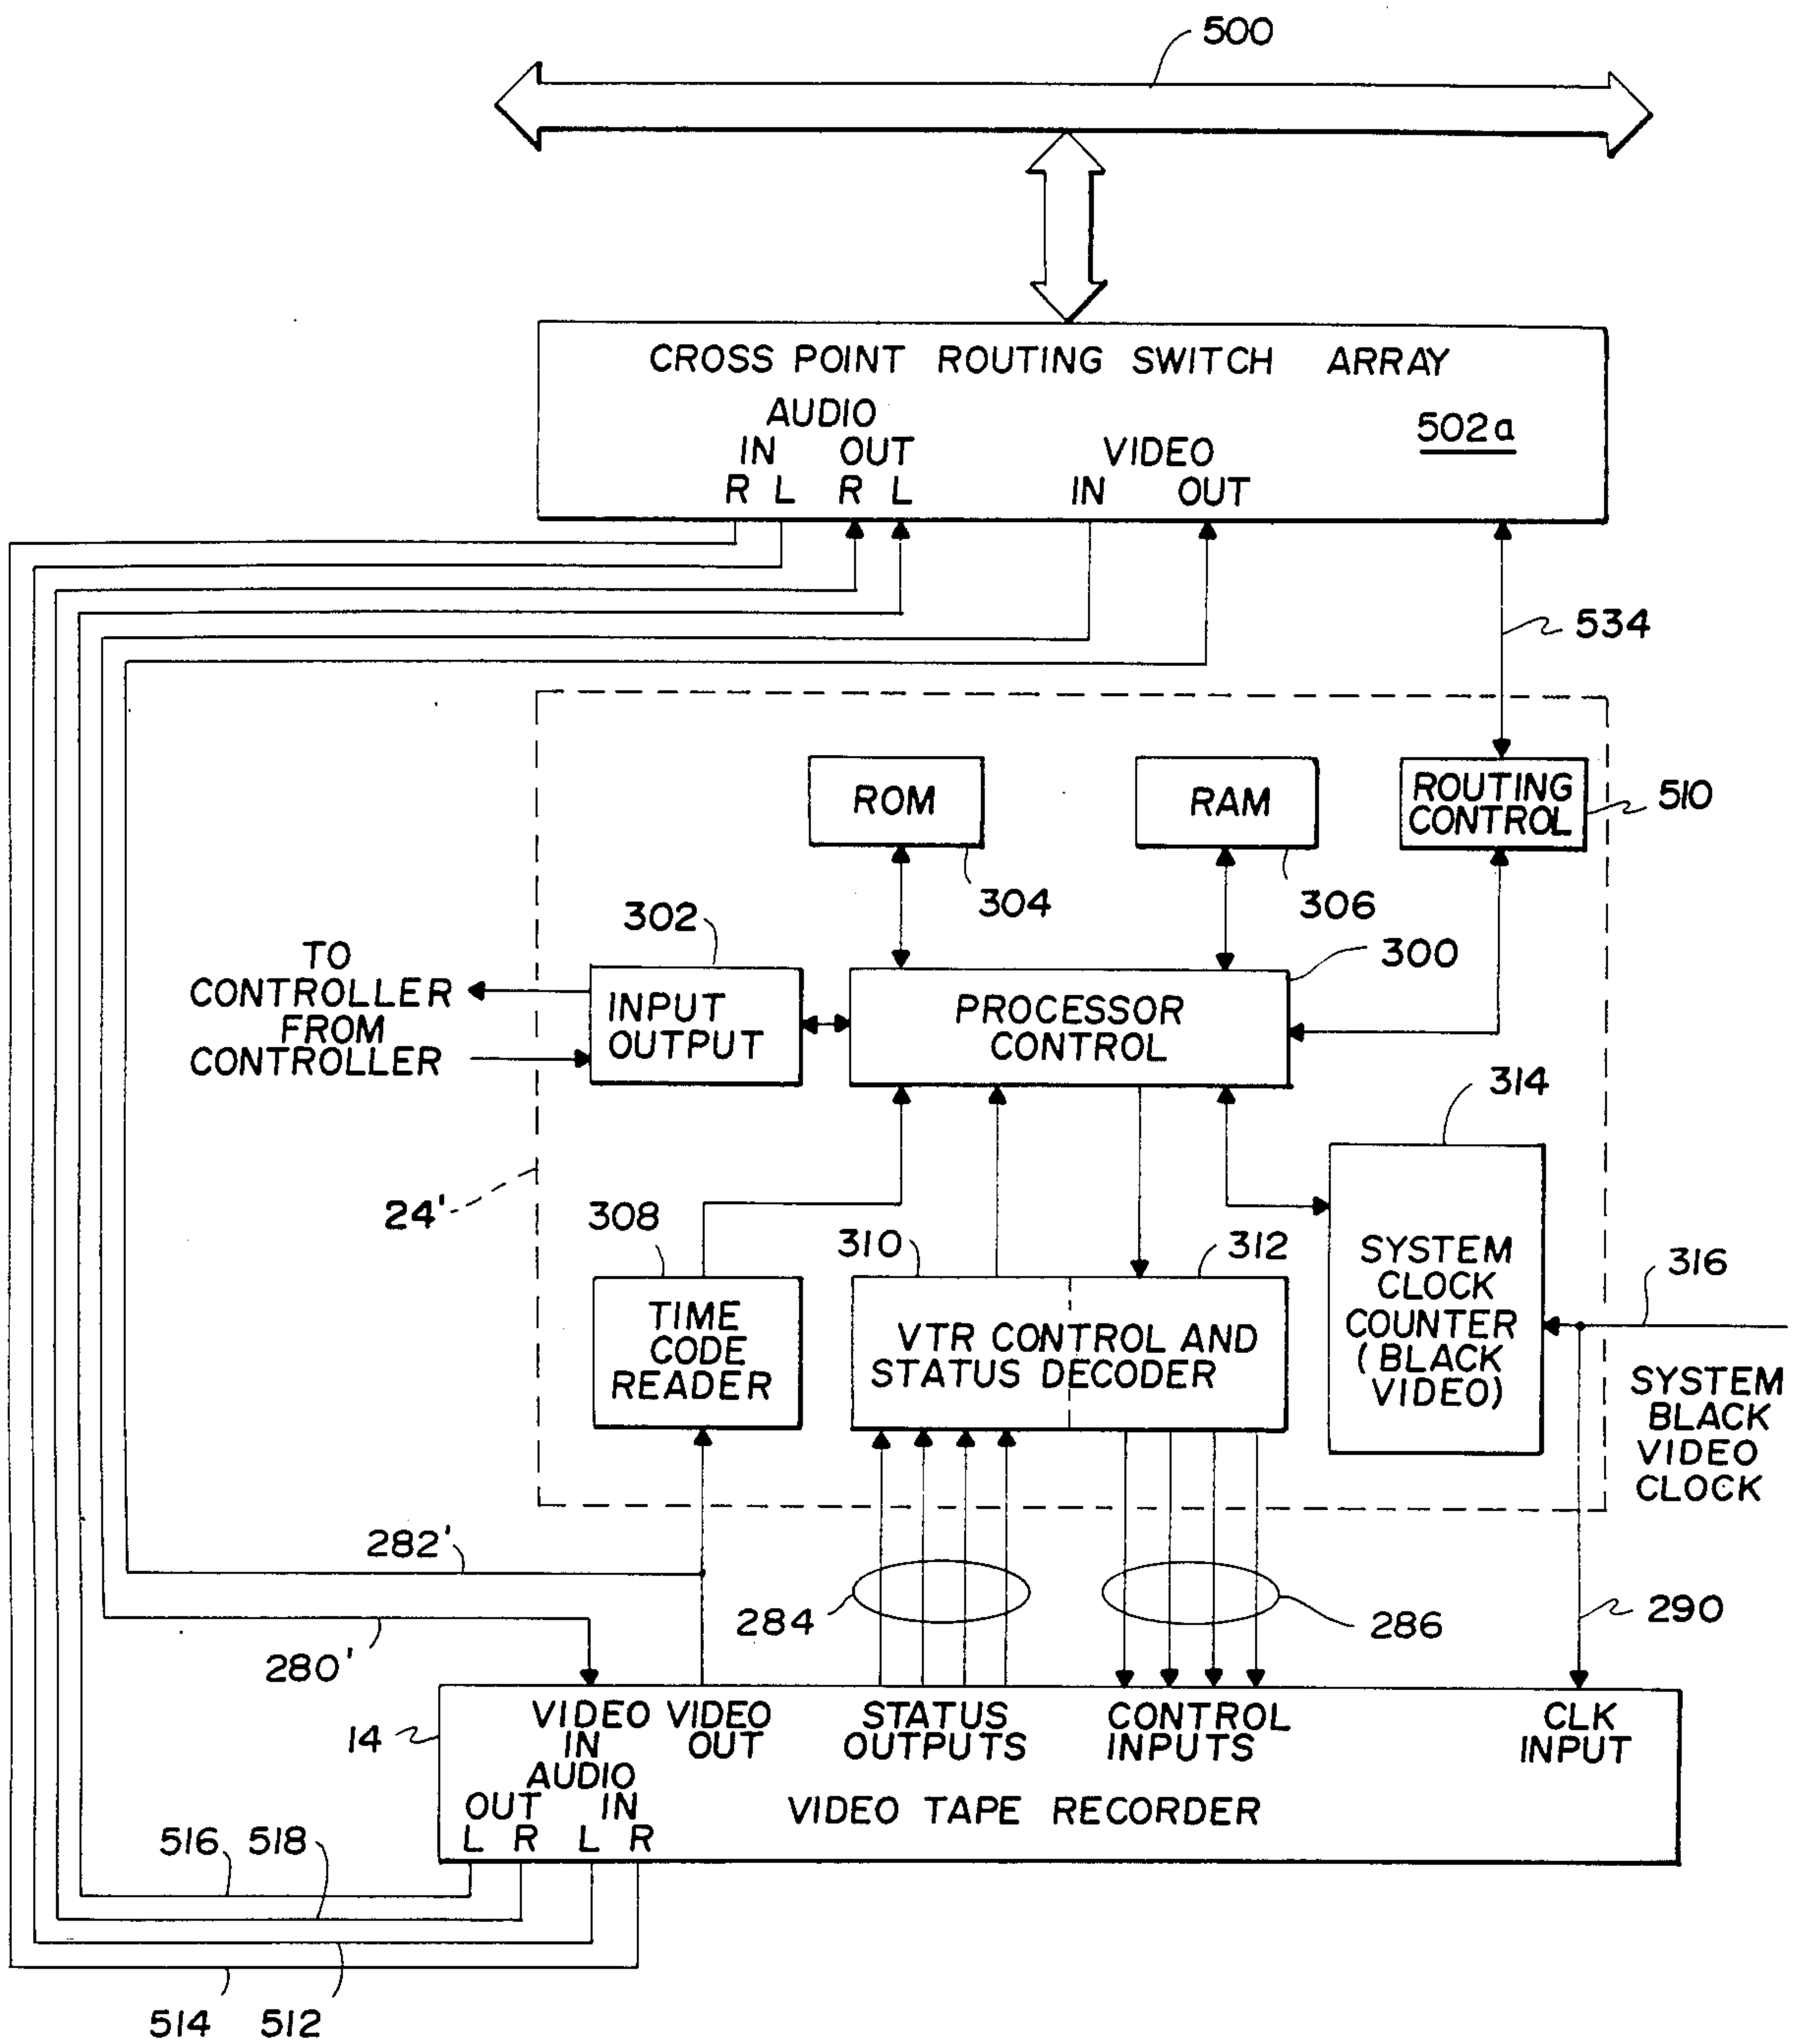 500
CROSS POINT ROUTING SWITCH ARRAY
AUDIO
502a
IN OUT VIDEO
R L R L IN OUT
534
ROM
RAM
ROUTING
CONTROL
510
304
306
302
300
TO
CONTROLLER
FROM
CONTROLLER
INPUT
OUTPUT
PROCESSOR
CONTROL
314
24'
308
310
312
316
TIME
CODE
READER
VTR CONTROL AND
STATUS DECODER
SYSTEM
CLOCK
COUNTER
(BLACK
VIDEO)
SYSTEM
BLACK
VIDEO
CLOCK
282'
284
286
290
280'
14
VIDEO
IN
VIDEO
OUT
STATUS
OUTPUTS
CONTROL
INPUTS
CLK
INPUT
AUDIO
OUT IN
L R L R
VIDEO TAPE RECORDER
516 518
514 512